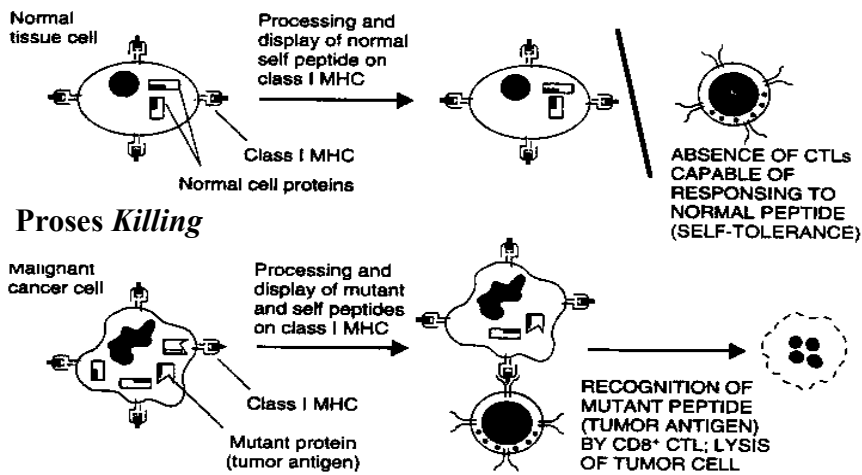 Normal
tissue cell
Processing and
display of normal
self peptide on
class I MHC
Class I MHC
Normal cell proteins
ABSENCE OF CTLs
CAPABLE OF
RESPONSING TO
NORMAL PEPTIDE
(SELF-TOLERANCE)
Proses Killing
Malignant
cancer cell
Processing and
display of mutant
and self peptides
on class I MHC
Class I MHC
Mutant protein
(tumor antigen)
RECOGNITION OF
MUTANT PEPTIDE
(TUMOR ANTIGEN)
BY CD8⁺ CTL; LYSIS
OF TUMOR CELL